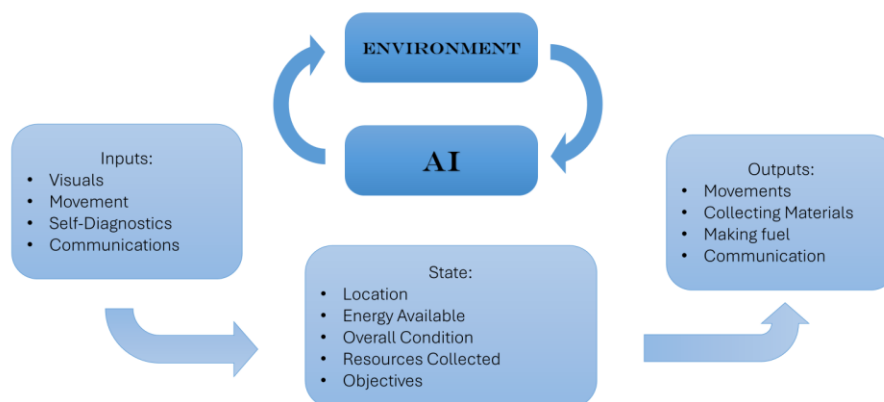 ENVIRONMENT
AI
Inputs:
• Visuals
• Movement
• Self-Diagnostics
• Communications
State:
• Location
• Energy Available
• Overall Condition
• Resources Collected
• Objectives
Outputs:
• Movements
• Collecting Materials
• Making fuel
• Communication